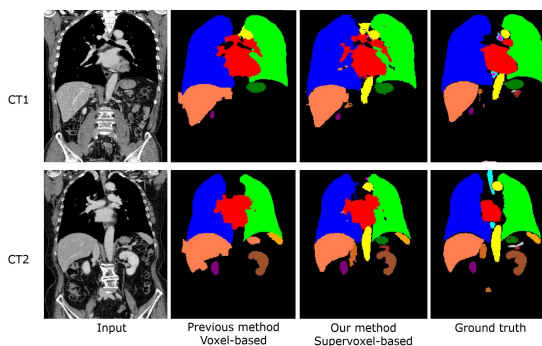 CT1
CT2
Input
Previous method
Voxel-based
Our method
Supervoxel-based
Ground truth